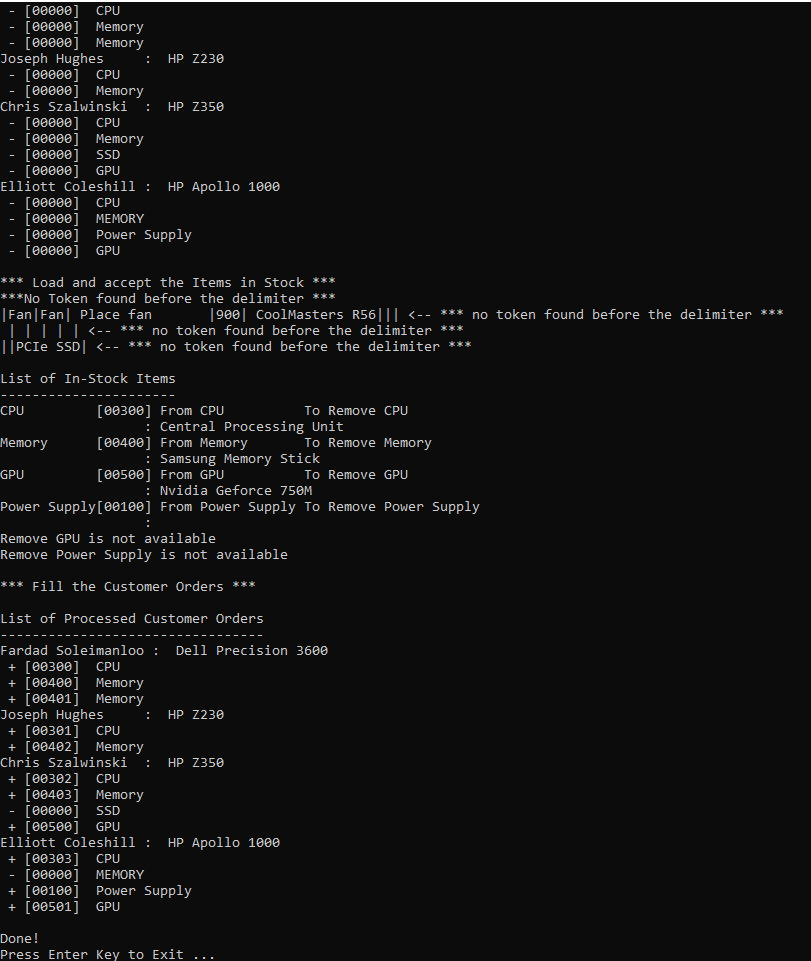 - [00000]  CPU
 - [00000]  Memory
 - [00000]  Memory
Joseph Hughes     :  HP Z230
 - [00000]  CPU
 - [00000]  Memory
Chris Szalwinski  :  HP Z350
 - [00000]  CPU
 - [00000]  Memory
 - [00000]  SSD
 - [00000]  GPU
Elliott Coleshill :  HP Apollo 1000
 - [00000]  CPU
 - [00000]  MEMORY
 - [00000]  Power Supply
 - [00000]  GPU

*** Load and accept the Items in Stock ***
***No Token found before the delimiter ***
|Fan|Fan| Place fan       |900| CoolMasters R56||| <-- *** no token found before the delimiter ***
 | | | | | <-- *** no token found before the delimiter ***
||PCIe SSD| <-- *** no token found before the delimiter ***

List of In-Stock Items
----------------------
CPU         [00300] From CPU          To Remove CPU
                  : Central Processing Unit
Memory      [00400] From Memory       To Remove Memory
                  : Samsung Memory Stick
GPU         [00500] From GPU          To Remove GPU
                  : Nvidia Geforce 750M
Power Supply[00100] From Power Supply To Remove Power Supply
                  :
Remove GPU is not available
Remove Power Supply is not available

*** Fill the Customer Orders ***

List of Processed Customer Orders
---------------------------------
Fardad Soleimanloo :  Dell Precision 3600
 + [00300]  CPU
 + [00400]  Memory
 + [00401]  Memory
Joseph Hughes     :  HP Z230
 + [00301]  CPU
 + [00402]  Memory
Chris Szalwinski  :  HP Z350
 + [00302]  CPU
 + [00403]  Memory
 - [00000]  SSD
 + [00500]  GPU
Elliott Coleshill :  HP Apollo 1000
 + [00303]  CPU
 - [00000]  MEMORY
 + [00100]  Power Supply
 + [00501]  GPU

Done!
Press Enter Key to Exit ...